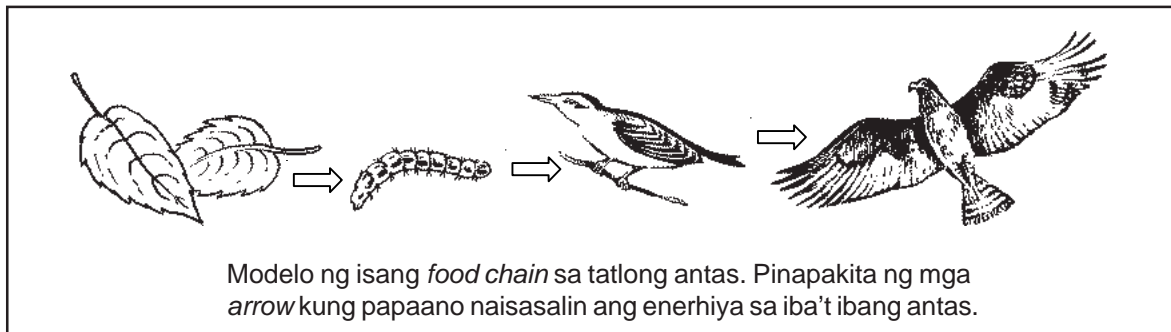 Modelo ng isang food chain sa tatlong antas. Pinapakita ng mga
arrow kung papaano naisasalin ang enerhiya sa iba't ibang antas.